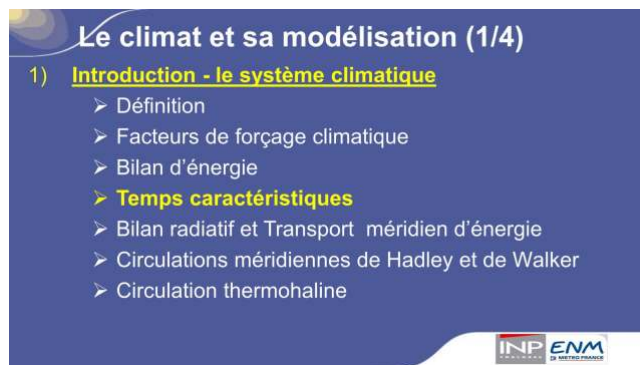 Le climat et sa modélisation (1/4)
1) Introduction - le système climatique
➢ Définition
➢ Facteurs de forçage climatique
➢ Bilan d'énergie
➢ Temps caractéristiques
➢ Bilan radiatif et Transport méridien d'énergie
➢ Circulations méridiennes de Hadley et de Walker
➢ Circulation thermohaline
INP ENM
METEO FRANCE